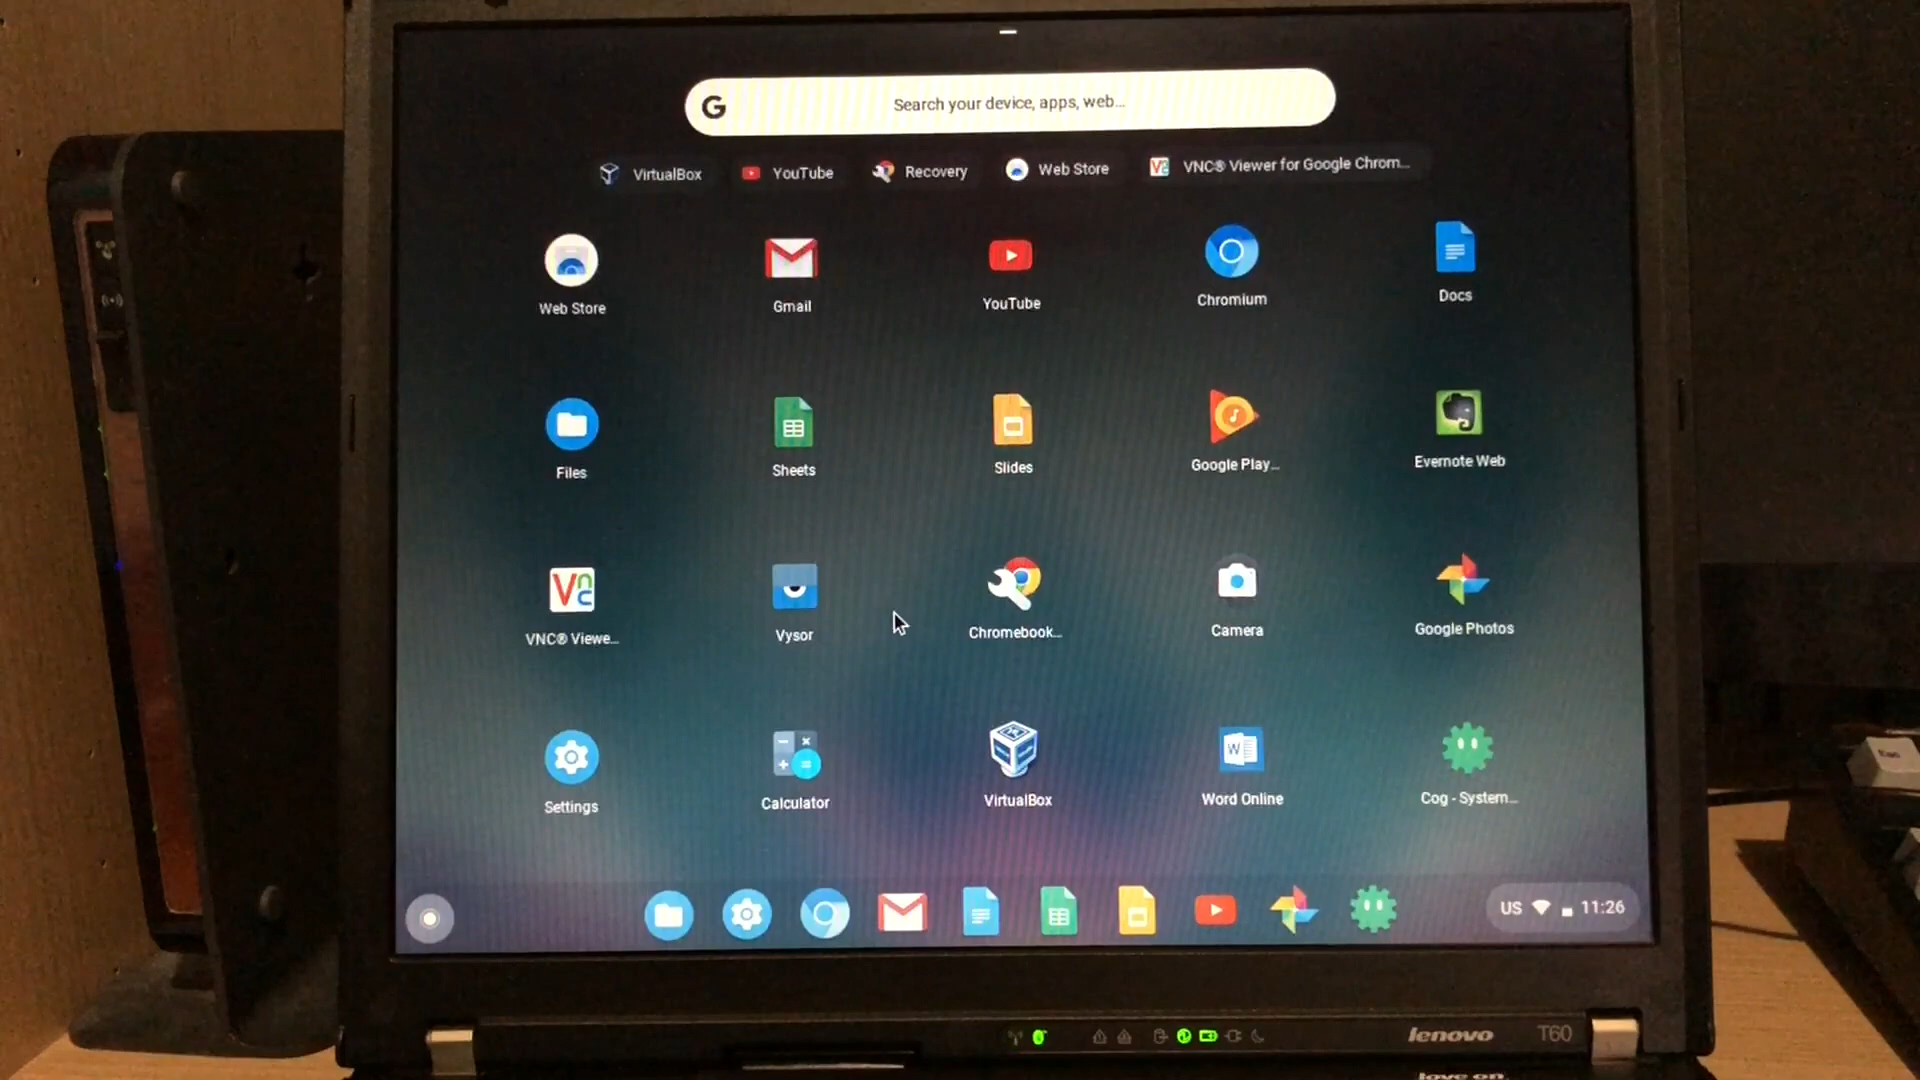 Search your device, apps, web...
VirtualBox
YouTube
Recovery
Web Store
VNC® Viewer for Google Chrom...
Web Store
Gmail
YouTube
Chromium
Docs
Files
Sheets
Slides
Google Play...
Evernote Web
VNC® Viewe...
Vysor
Chromebook...
Camera
Google Photos
Settings
Calculator
VirtualBox
Word Online
Cog - System...
US 11:26
lenovo T60